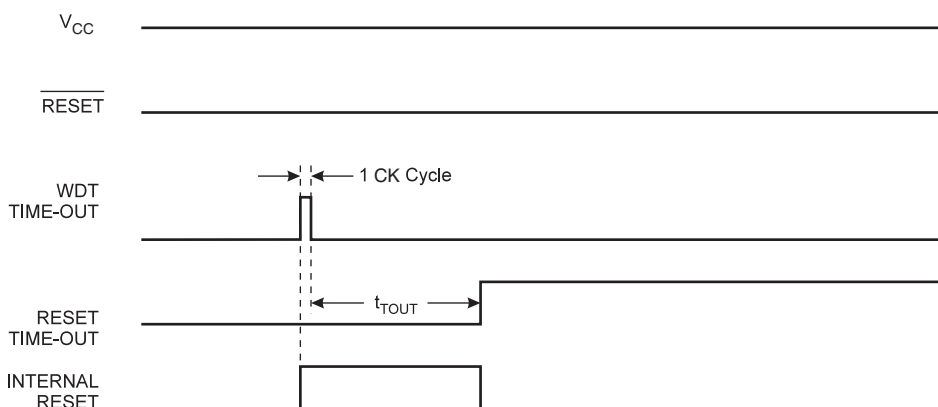 VCC
RESET
1 CK Cycle
WDT
TIME-OUT
tTOUT
RESET
TIME-OUT
INTERNAL
RESET